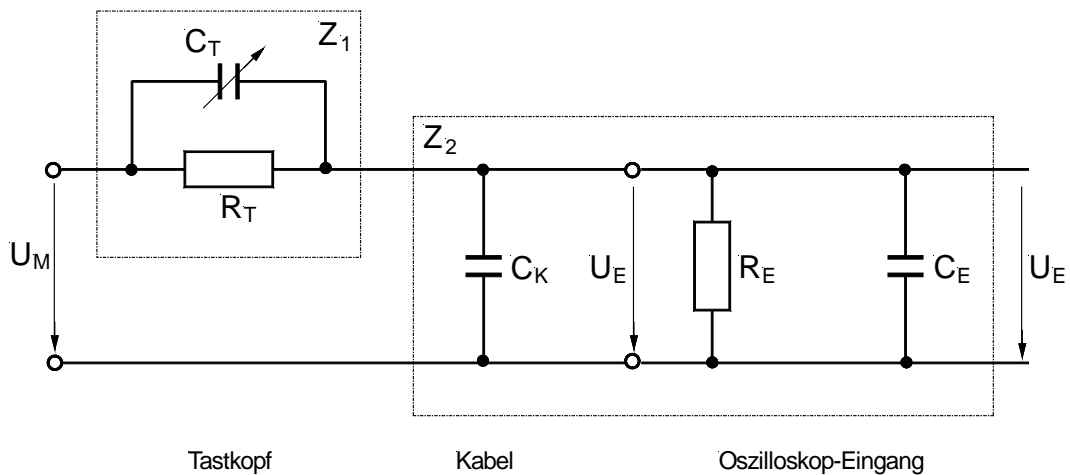 C_T
Z_1
R_T
Z_2
U_M
C_K
U_E
R_E
C_E
U_E
Tastkopf
Kabel
Oszilloskop-Eingang